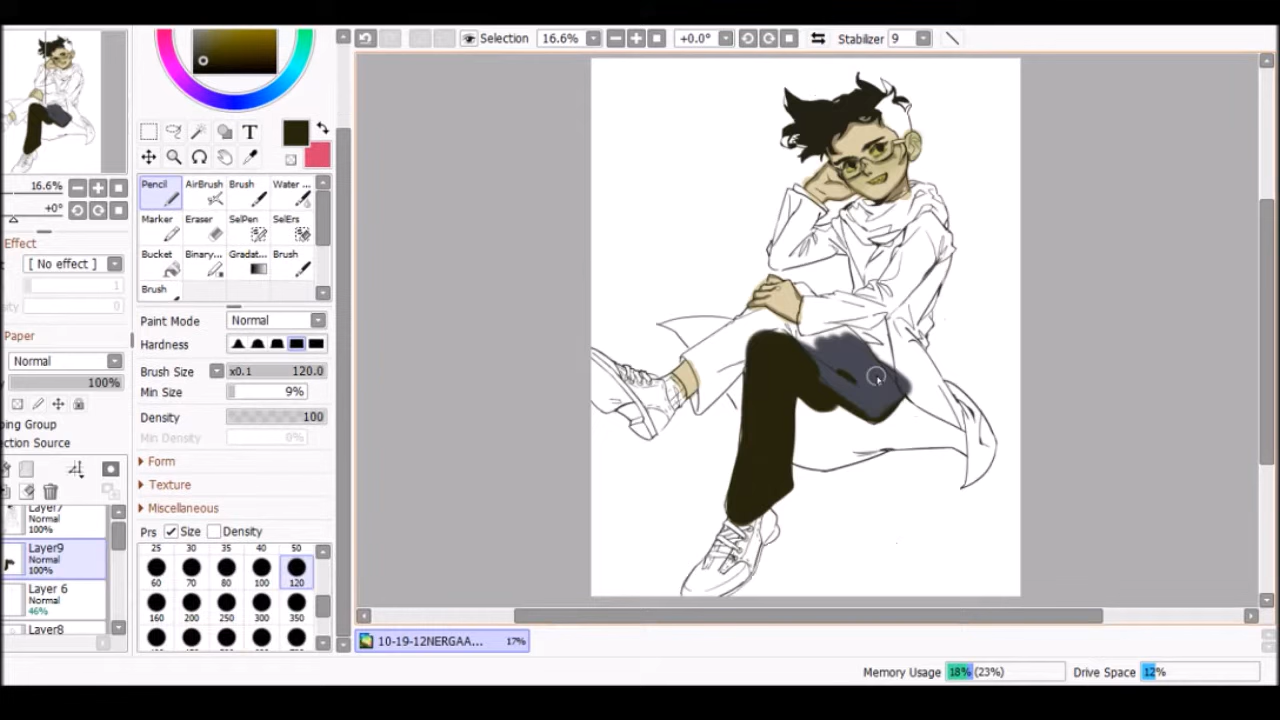 Selection 16.6% +0.0° Stabilizer 9
T
16.6%
+0°
Effect
[ No effect ]
1
0
Paper
Normal
100%
ping Group
ection Source
Layer7
Normal
100%
Layer9
Normal
100%
Layer 6
Normal
46%
Layer8
Pencil AirBrush Brush Water ...
Marker Eraser SelPen SelErs
Bucket Binary... Gradat... Brush
Brush
Paint Mode Normal
Hardness
Brush Size x0.1 120.0
Min Size 9%
Density 100
Min Density 0%
Form
Texture
Miscellaneous
Prs Size Density
25 30 35 40 50
60 70 80 100 120
160 200 250 300 350
10-19-12NERGAA... 17%
Memory Usage 18% (23%) Drive Space 12%